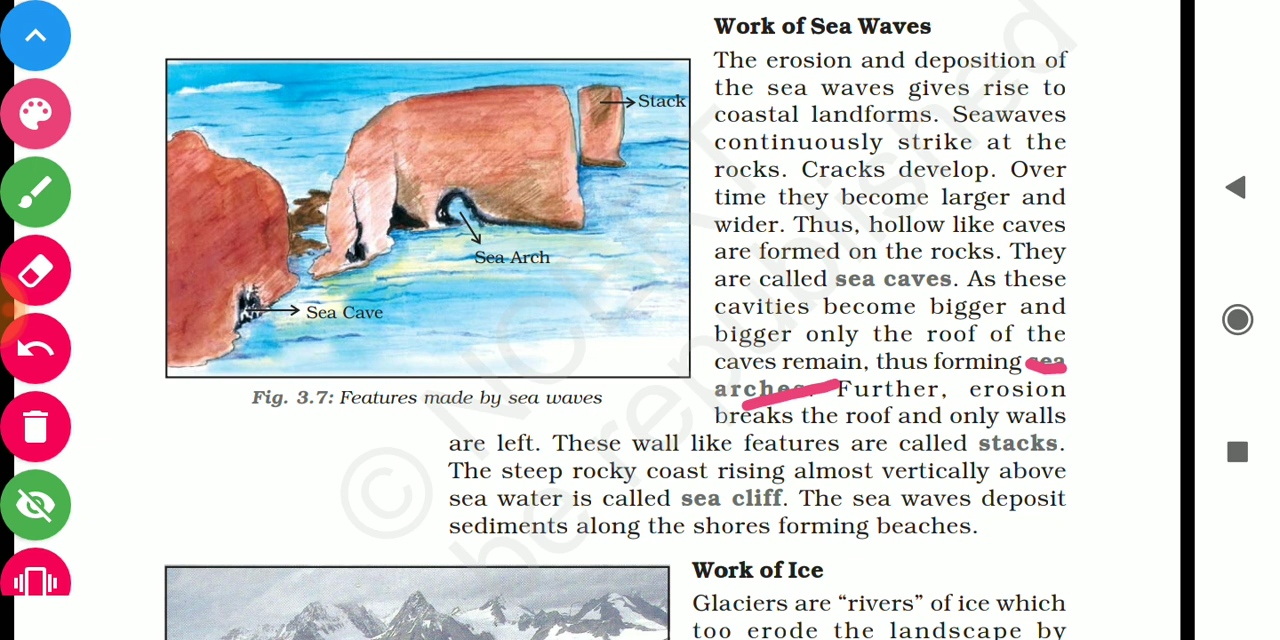 Work of Sea Waves
The erosion and deposition of
the sea waves gives rise to
coastal landforms. Seawaves
continuously strike at the
rocks. Cracks develop. Over
time they become larger and
wider. Thus, hollow like caves
are formed on the rocks. They
are called sea caves. As these
cavities become bigger and
bigger only the roof of the
caves remain, thus forming sea
arches. Further, erosion
breaks the roof and only walls
are left. These wall like features are called stacks.
The steep rocky coast rising almost vertically above
sea water is called sea cliff. The sea waves deposit
sediments along the shores forming beaches.
Stack
Sea Arch
Sea Cave
Fig. 3.7: Features made by sea waves
Work of Ice
Glaciers are “rivers” of ice which
too erode the landscape by
be republished